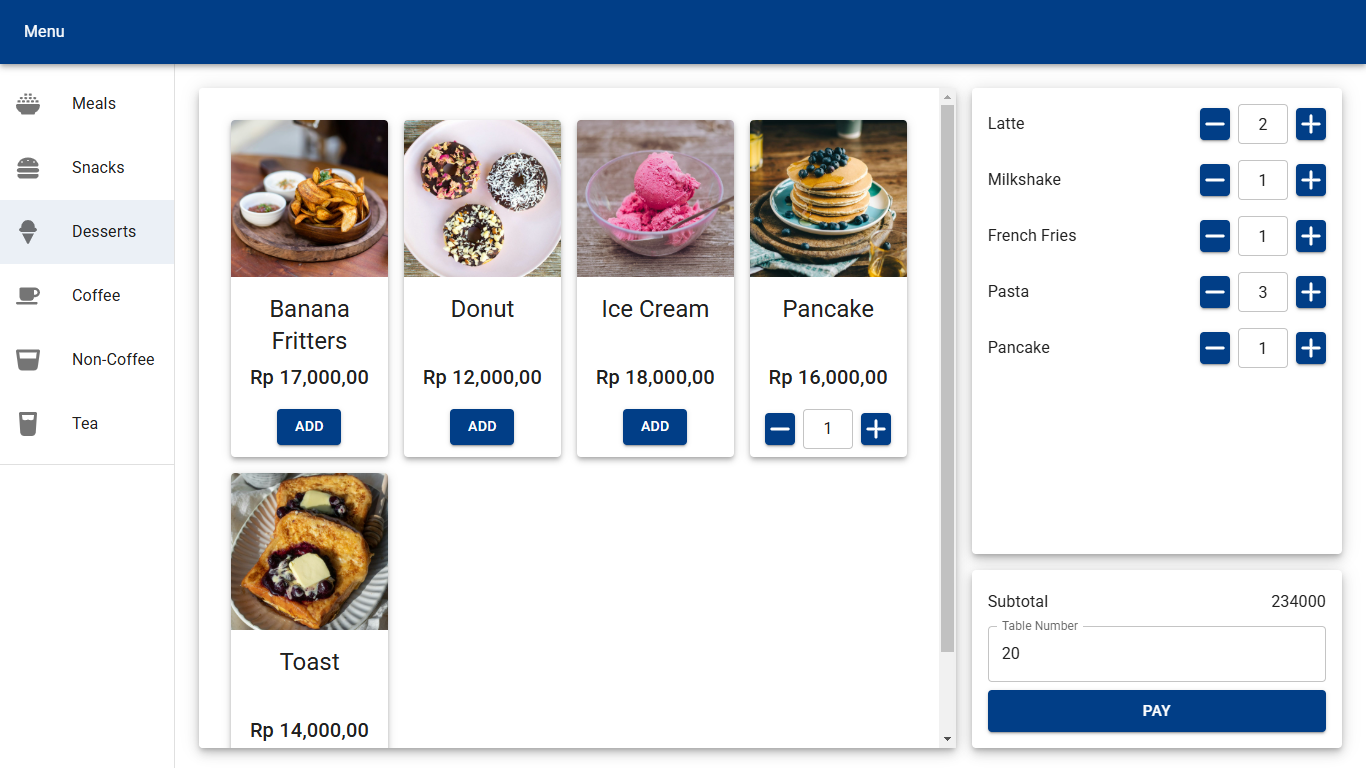 Menu
Meals
Snacks
Desserts
Coffee
Non-Coffee
Tea
Banana
Fritters
Rp 17,000,00
ADD
Donut
Rp 12,000,00
ADD
Ice Cream
Rp 18,000,00
ADD
Pancake
Rp 16,000,00
1
Toast
Rp 14,000,00
Latte 2
Milkshake 1
French Fries 1
Pasta 3
Pancake 1
Subtotal 234000
Table Number
20
PAY